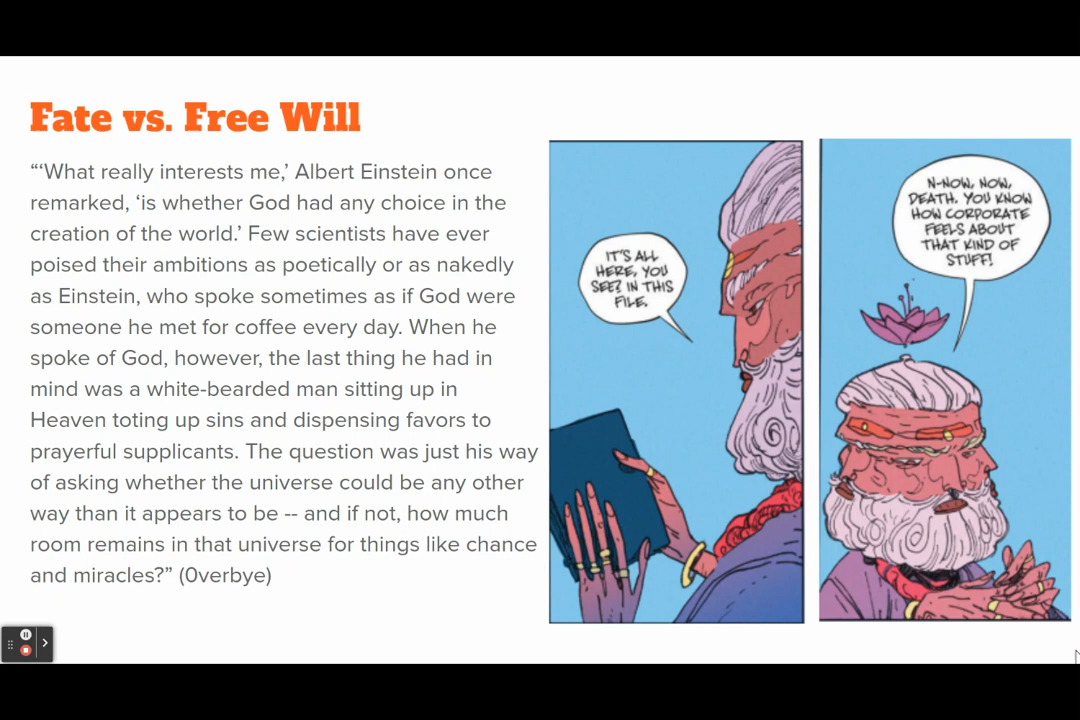 Fate vs. Free Will
“‘What really interests me,’ Albert Einstein once
remarked, ‘is whether God had any choice in the
creation of the world.’ Few scientists have ever
poised their ambitions as poetically or as nakedly
as Einstein, who spoke sometimes as if God were
someone he met for coffee every day. When he
spoke of God, however, the last thing he had in
mind was a white-bearded man sitting up in
Heaven toting up sins and dispensing favors to
prayerful supplicants. The question was just his way
of asking whether the universe could be any other
way than it appears to be -- and if not, how much
room remains in that universe for things like chance
and miracles?” (0verbye)
IT'S ALL
HERE, YOU
SEE? IN THIS
FILE.
N-NOW, NOW,
DEATH. YOU KNOW
HOW CORPORATE
FEELS ABOUT
THAT KIND OF
STUFF!